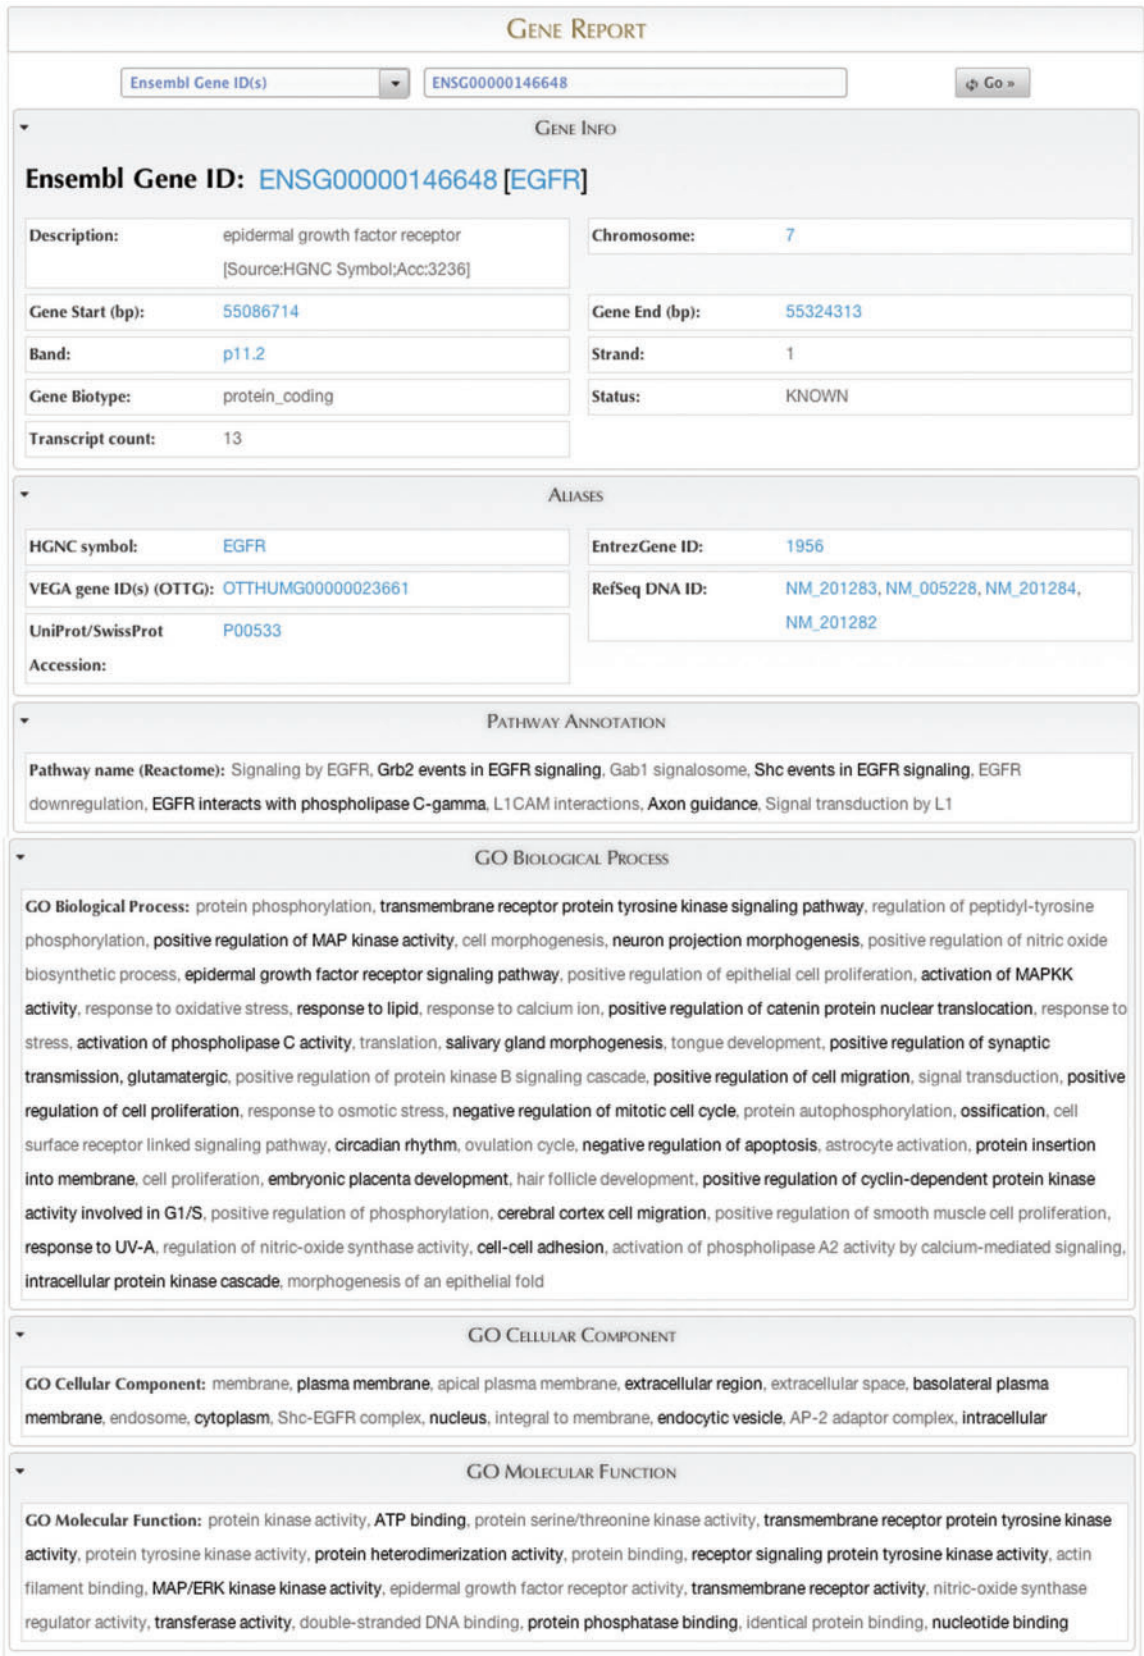 GENE REPORT
Ensembl Gene ID(s) ENSG00000146648 Go »
GENE INFO
Ensembl Gene ID: ENSG00000146648 [EGFR]
Description: epidermal growth factor receptor Chromosome: 7
[Source:HGNC Symbol;Acc:3236]
Gene Start (bp): 55086714 Gene End (bp): 55324313
Band: p11.2 Strand: 1
Gene Biotype: protein_coding Status: KNOWN
Transcript count: 13
ALIASES
HGNC symbol: EGFR EntrezGene ID: 1956
VEGA gene ID(s) (OTTG): OTTHUMG00000023661 RefSeq DNA ID: NM_201283, NM_005228, NM_201284,
UniProt/SwissProt P00533 NM_201282
Accession:
PATHWAY ANNOTATION
Pathway name (Reactome): Signaling by EGFR, Grb2 events in EGFR signaling, Gab1 signalosome, Shc events in EGFR signaling, EGFR
downregulation, EGFR interacts with phospholipase C-gamma, L1CAM interactions, Axon guidance, Signal transduction by L1
GO BIOLOGICAL PROCESS
GO Biological Process: protein phosphorylation, transmembrane receptor protein tyrosine kinase signaling pathway, regulation of peptidyl-tyrosine
phosphorylation, positive regulation of MAP kinase activity, cell morphogenesis, neuron projection morphogenesis, positive regulation of nitric oxide
biosynthetic process, epidermal growth factor receptor signaling pathway, positive regulation of epithelial cell proliferation, activation of MAPKK
activity, response to oxidative stress, response to lipid, response to calcium ion, positive regulation of catenin protein nuclear translocation, response to
stress, activation of phospholipase C activity, translation, salivary gland morphogenesis, tongue development, positive regulation of synaptic
transmission, glutamatergic, positive regulation of protein kinase B signaling cascade, positive regulation of cell migration, signal transduction, positive
regulation of cell proliferation, response to osmotic stress, negative regulation of mitotic cell cycle, protein autophosphorylation, ossification, cell
surface receptor linked signaling pathway, circadian rhythm, ovulation cycle, negative regulation of apoptosis, astrocyte activation, protein insertion
into membrane, cell proliferation, embryonic placenta development, hair follicle development, positive regulation of cyclin-dependent protein kinase
activity involved in G1/S, positive regulation of phosphorylation, cerebral cortex cell migration, positive regulation of smooth muscle cell proliferation,
response to UV-A, regulation of nitric-oxide synthase activity, cell-cell adhesion, activation of phospholipase A2 activity by calcium-mediated signaling,
intracellular protein kinase cascade, morphogenesis of an epithelial fold
GO CELLULAR COMPONENT
GO Cellular Component: membrane, plasma membrane, apical plasma membrane, extracellular region, extracellular space, basolateral plasma
membrane, endosome, cytoplasm, Shc-EGFR complex, nucleus, integral to membrane, endocytic vesicle, AP-2 adaptor complex, intracellular
GO MOLECULAR FUNCTION
GO Molecular Function: protein kinase activity, ATP binding, protein serine/threonine kinase activity, transmembrane receptor protein tyrosine kinase
activity, protein tyrosine kinase activity, protein heterodimerization activity, protein binding, receptor signaling protein tyrosine kinase activity, actin
filament binding, MAP/ERK kinase kinase activity, epidermal growth factor receptor activity, transmembrane receptor activity, nitric-oxide synthase
regulator activity, transferase activity, double-stranded DNA binding, protein phosphatase binding, identical protein binding, nucleotide binding